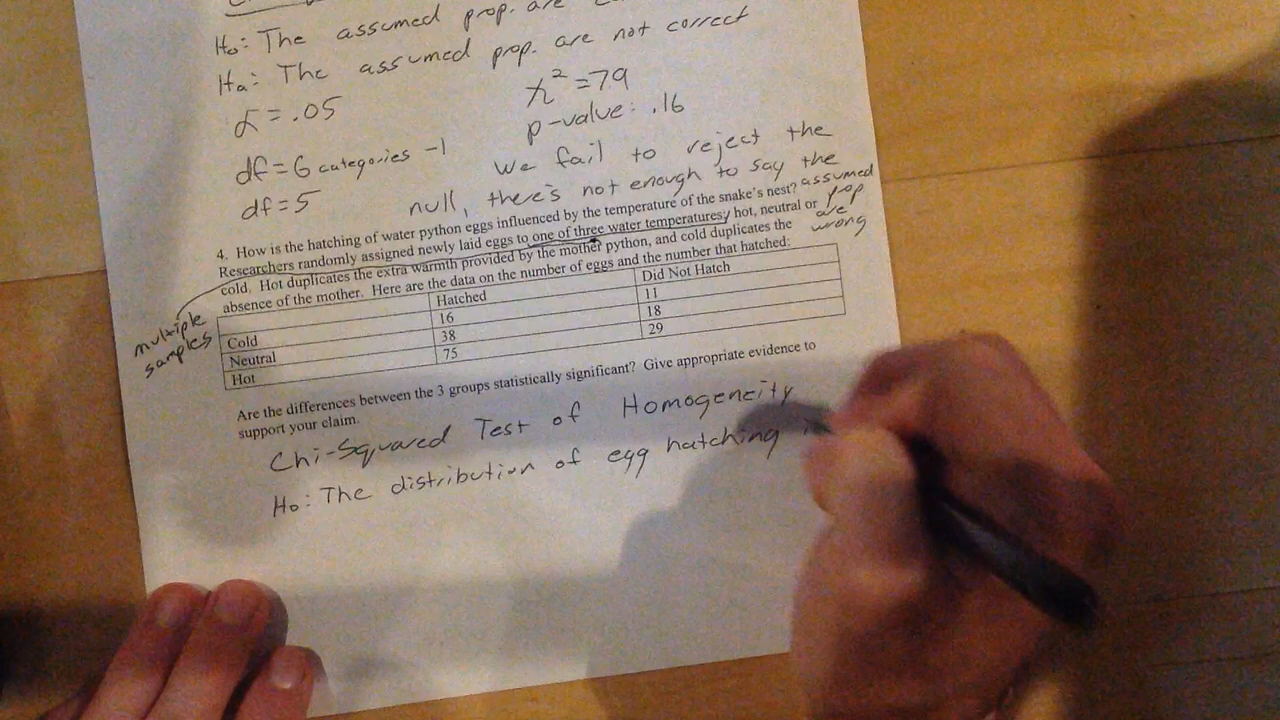 Ho: The assumed prop. are
Ha: The assumed prop. are not correct
α = .05
χ² = 7.9
p-value: .16
df = 6 categories -1
df = 5
We fail to reject the
null, there's not enough to say the
assumed
prop
are
wrong
4. How is the hatching of water python eggs influenced by the temperature of the snake's nest?
Researchers randomly assigned newly laid eggs to one of three water temperatures; hot, neutral or
cold. Hot duplicates the extra warmth provided by the mother python, and cold duplicates the
absence of the mother. Here are the data on the number of eggs and the number that hatched:
multiple
samples
Hatched Did Not Hatch
Cold 16 11
Neutral 38 18
Hot 75 29
Are the differences between the 3 groups statistically significant? Give appropriate evidence to
support your claim.
Chi-Squared Test of Homogeneity
Ho: The distribution of egg hatching